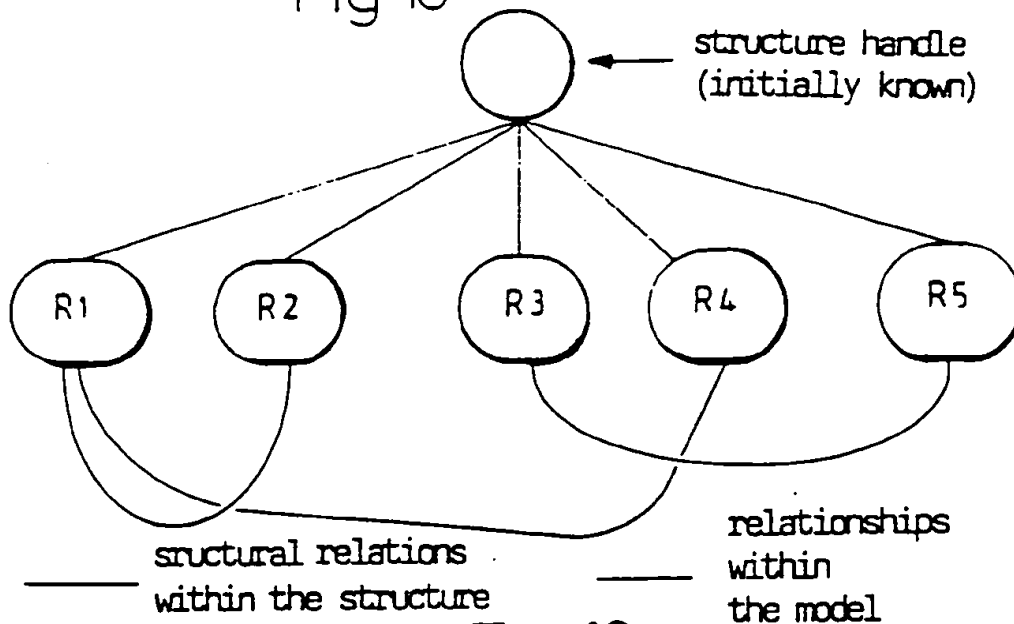 structure handle
(initially known)
R1
R2
R3
R4
R5
sructural relations
within the structure
relationships
within
the model